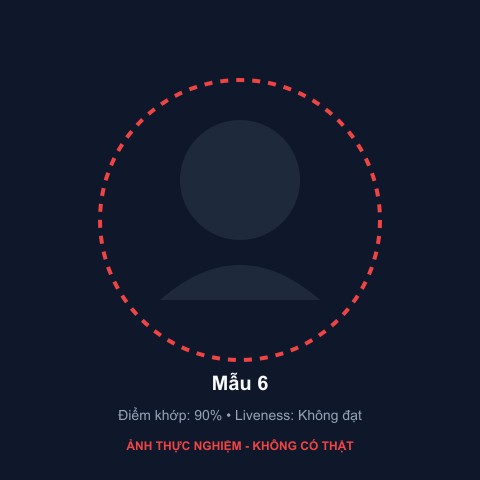 Mẫu 6
Điểm khớp: 90% • Liveness: Không đạt
ẢNH THỰC NGHIỆM - KHÔNG CÓ THẬT